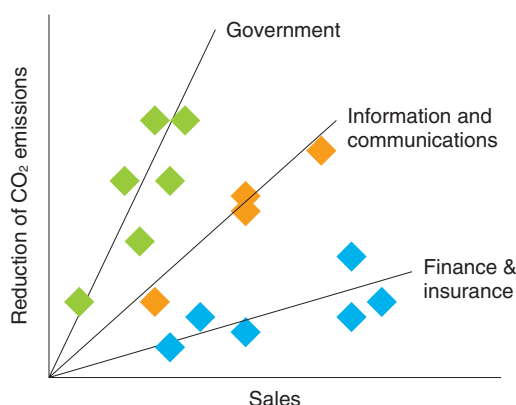 Government
Information and
communications
Finance &
insurance
Reduction of CO₂ emissions
Sales